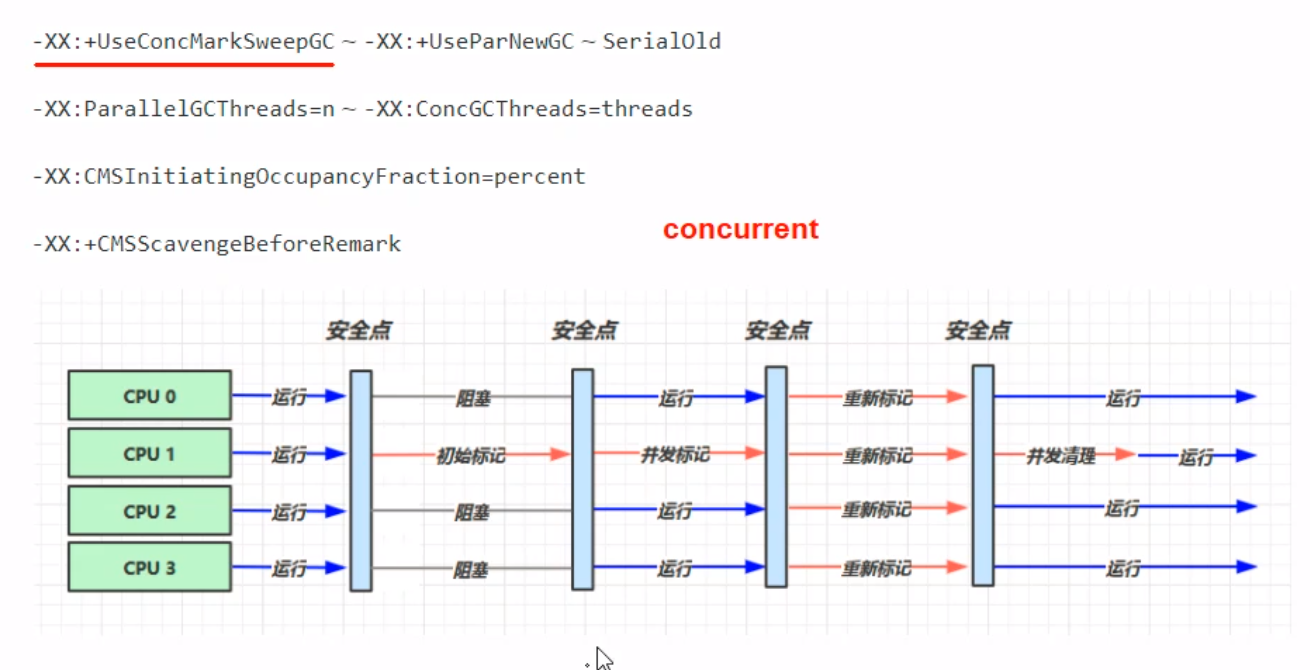 -XX:+UseConcMarkSweepGC ~ -XX:+UseParNewGC ~ SerialOld
-XX:ParallelGCThreads=n ~ -XX:ConcGCThreads=threads
-XX:CMSInitiatingOccupancyFraction=percent
concurrent
-XX:+CMSScavengeBeforeRemark
安全点 安全点 安全点 安全点
CPU 0 运行 阻塞 运行 重新标记 运行
CPU 1 运行 初始标记 并发标记 重新标记 并发清理 运行
CPU 2 运行 阻塞 运行 重新标记 运行
CPU 3 运行 阻塞 运行 重新标记 运行